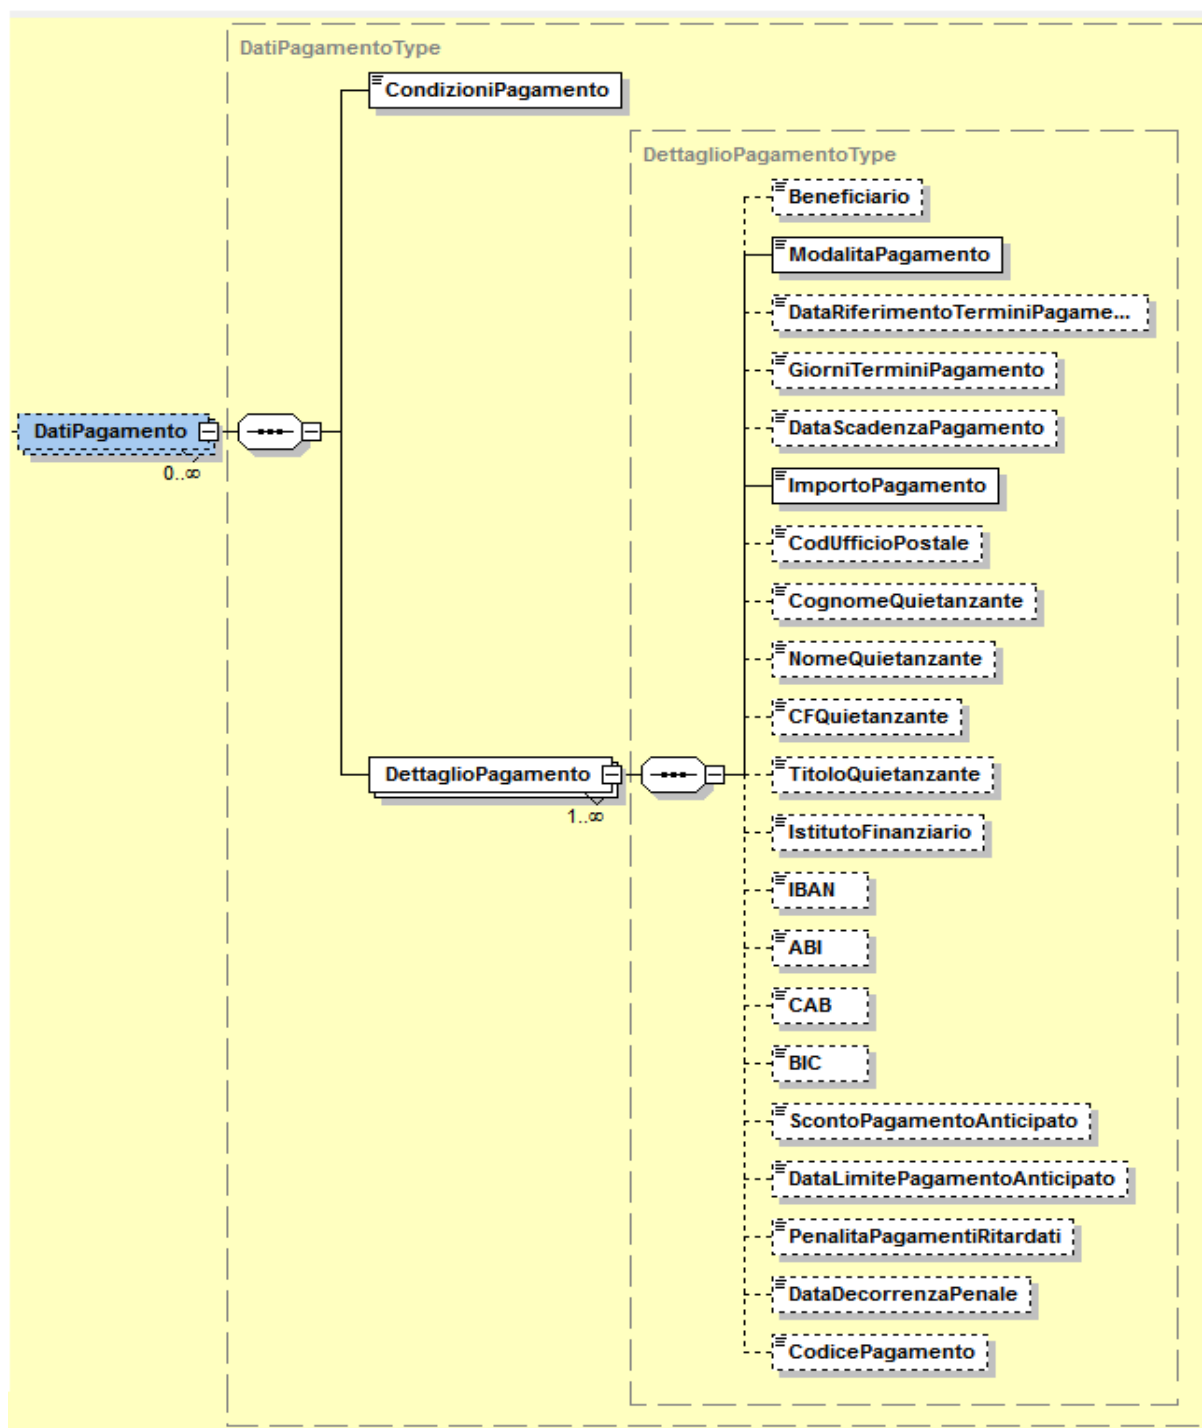 DatiPagamentoType
CondizioniPagamento
DettaglioPagamentoType
Beneficiario
ModalitaPagamento
DataRiferimentoTerminiPagame...
GiorniTerminiPagamento
DatiPagamento
0..∞
DataScadenzaPagamento
ImportoPagamento
CodUfficioPostale
CognomeQuietanzante
NomeQuietanzante
CFQuietanzante
DettaglioPagamento
1..∞
TitoloQuietanzante
IstitutoFinanziario
IBAN
ABI
CAB
BIC
ScontoPagamentoAnticipato
DataLimitePagamentoAnticipato
PenalitaPagamentiRitardati
DataDecorrenzaPenale
CodicePagamento